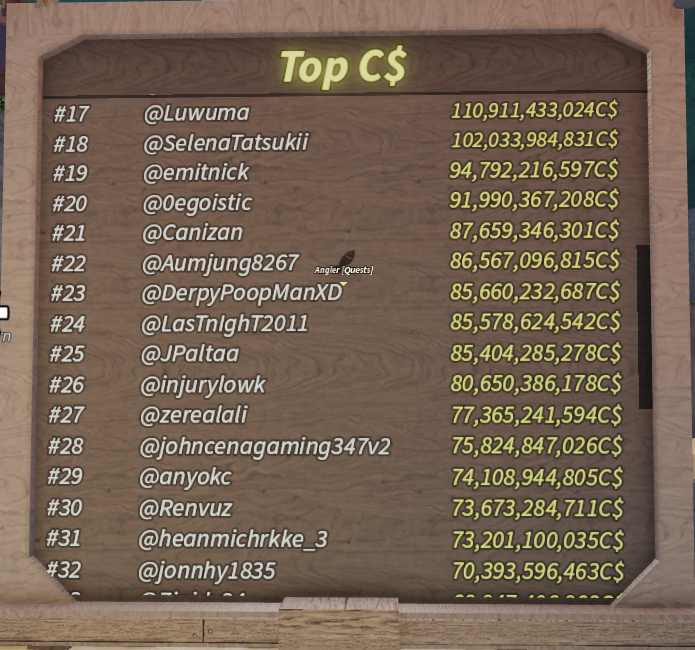 Top C$
#17 @Luwuma 110,911,433,024C$
#18 @SelenaTatsukii 102,033,984,831C$
#19 @emitnick 94,792,216,597C$
#20 @0egoistic 91,990,367,208C$
#21 @Canizan 87,659,346,301C$
#22 @Aumjung8267 86,567,096,815C$
Angler [Quests]
#23 @DerpyPoopManXD 85,660,232,687C$
#24 @LasTnIghT2011 85,578,624,542C$
#25 @JPaltaa 85,404,285,278C$
#26 @injurylowk 80,650,386,178C$
#27 @zerealali 77,365,241,594C$
#28 @johncenagaming347v2 75,824,847,026C$
#29 @anyokc 74,108,944,805C$
#30 @Renvuz 73,673,284,711C$
#31 @heanmichrkke_3 73,201,100,035C$
#32 @jonnhy1835 70,393,596,463C$